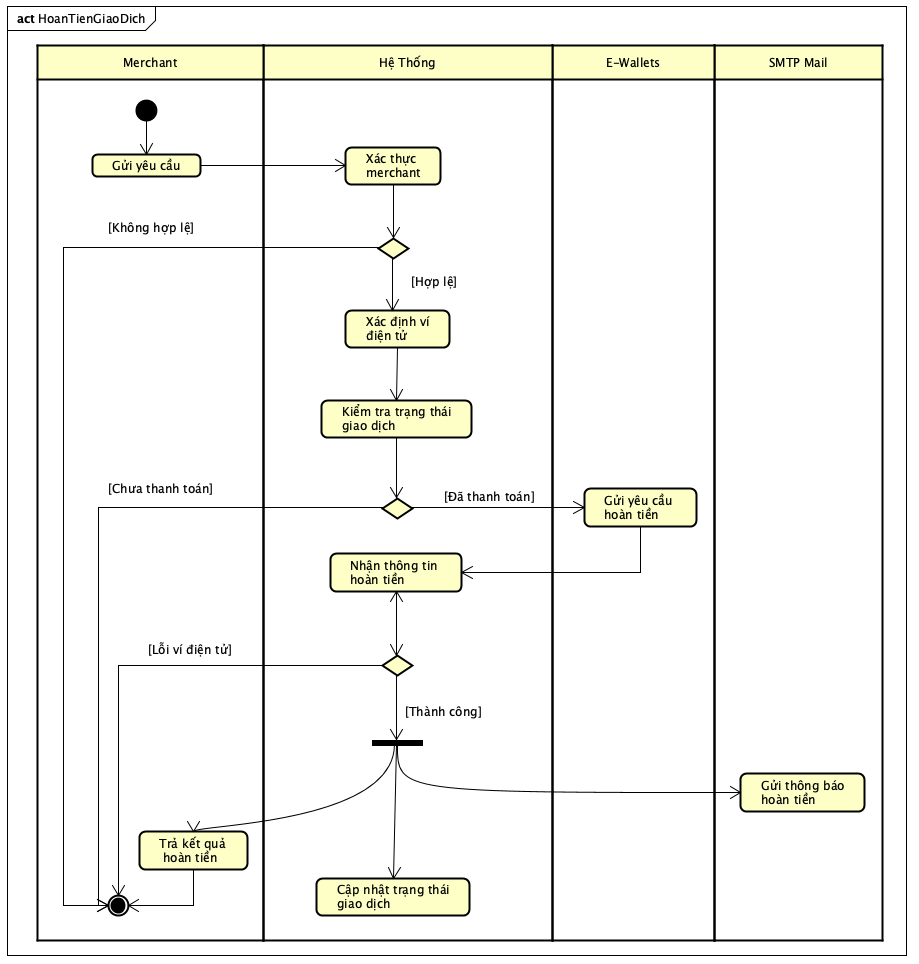 act HoanTienGiaoDich
Merchant
Hệ Thống
E-Wallets
SMTP Mail
Gửi yêu cầu
Xác thực
merchant
[Không hợp lệ]
[Hợp lệ]
Xác định ví
điện tử
Kiểm tra trạng thái
giao dịch
[Chưa thanh toán]
[Đã thanh toán]
Gửi yêu cầu
hoàn tiền
Nhận thông tin
hoàn tiền
[Lỗi ví điện tử]
[Thành công]
Gửi thông báo
hoàn tiền
Trả kết quả
hoàn tiền
Cập nhật trạng thái
giao dịch